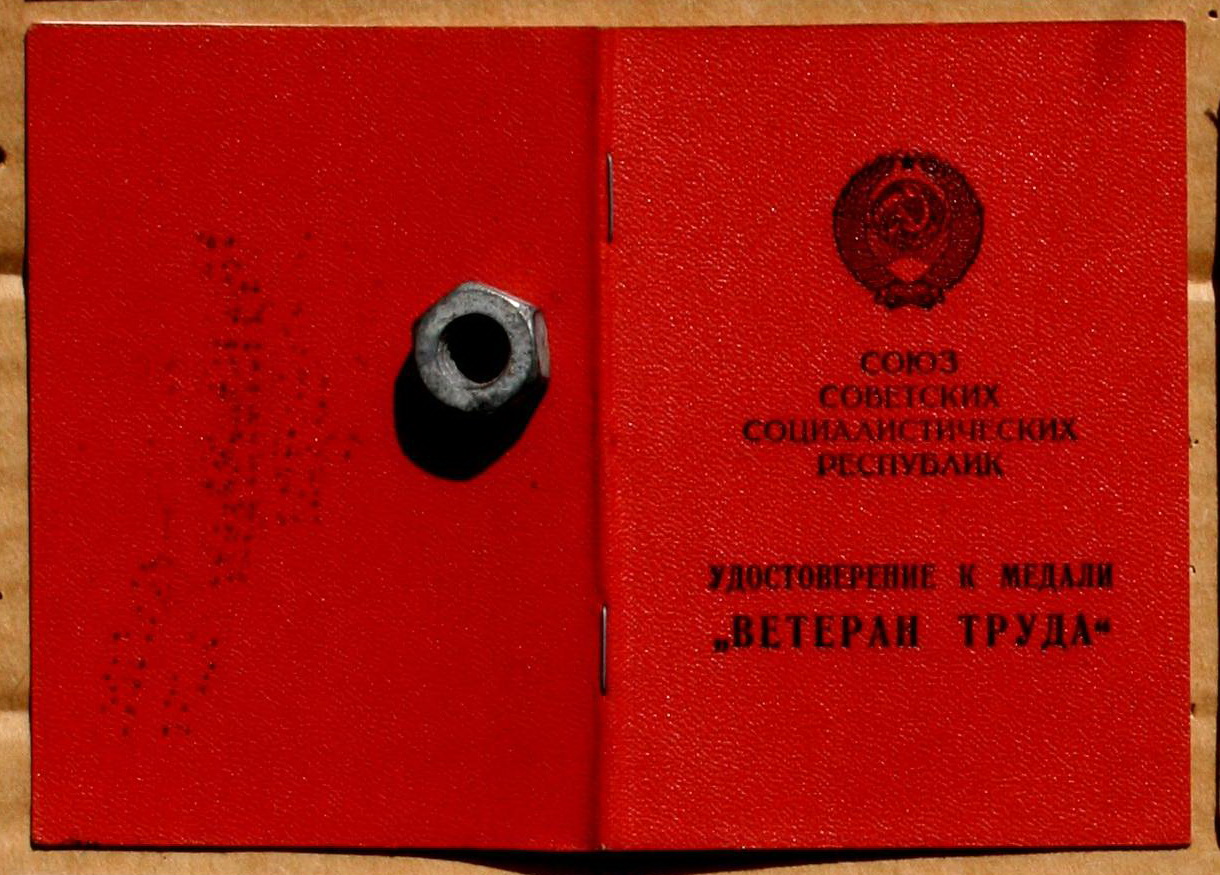 СОЮЗ
СОВЕТСКИХ
СОЦИАЛИСТИЧЕСКИХ
РЕСПУБЛИК
УДОСТОВЕРЕНИЕ К МЕДАЛИ
„ВЕТЕРАН ТРУДА“